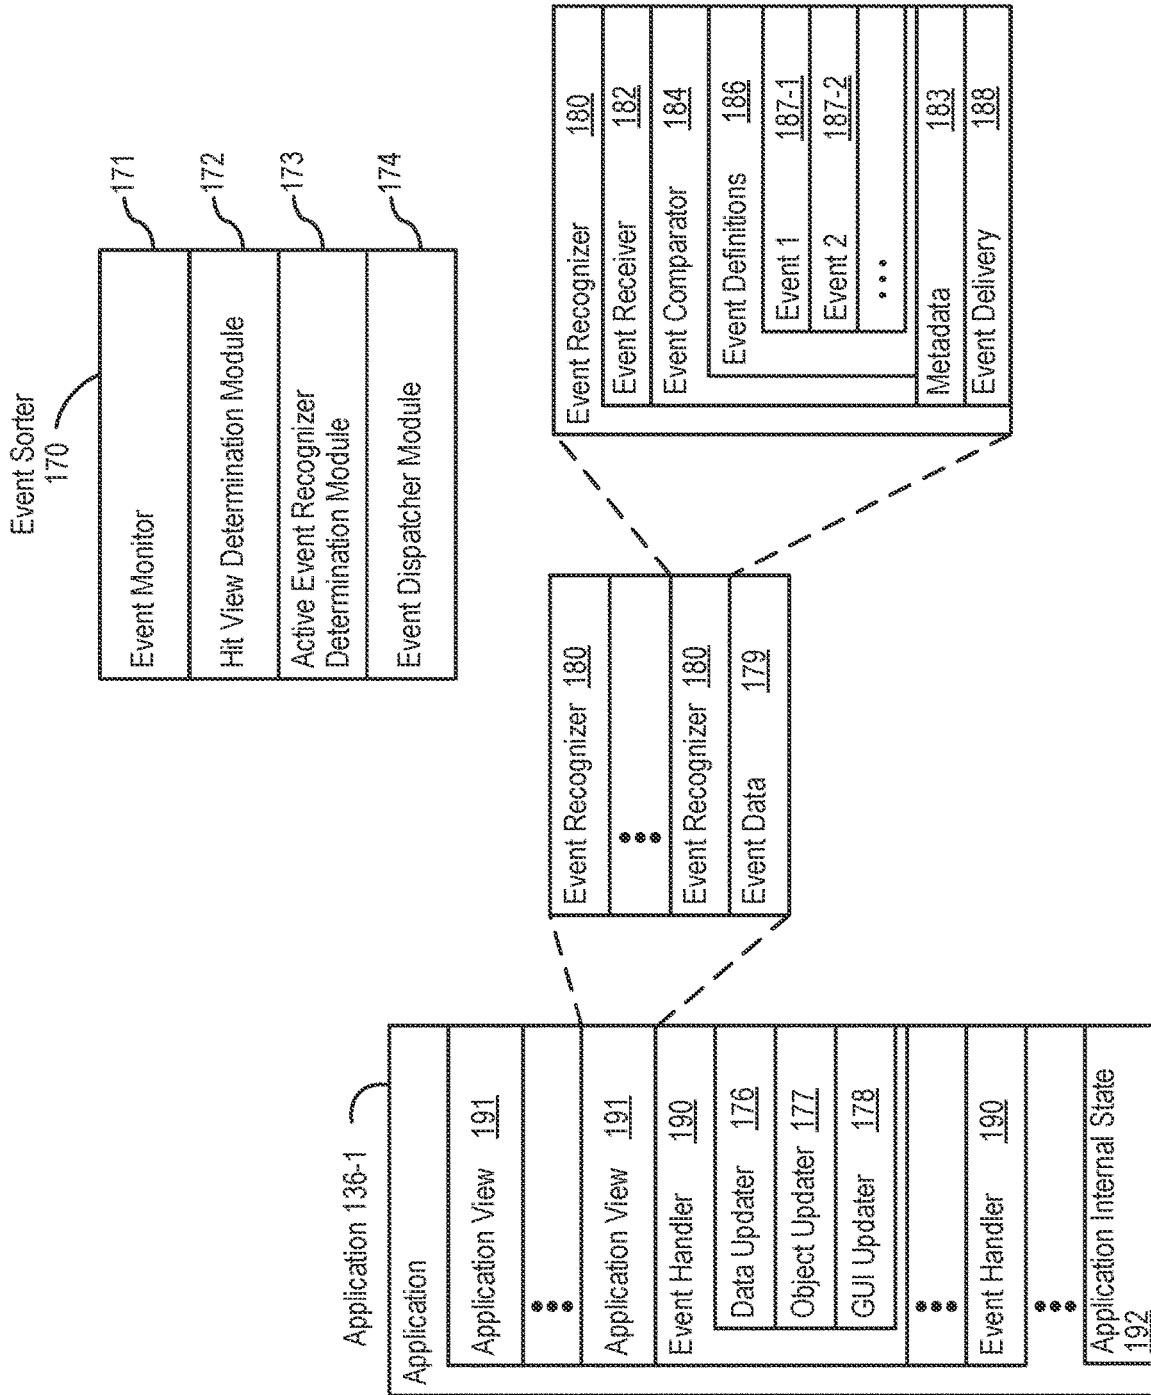 Event Sorter
170
Event Monitor
171
Hit View Determination Module
172
Active Event Recognizer
Determination Module
173
Event Dispatcher Module
174
Application 136-1
Application
Application View 191
•••
Application View 191
Event Handler 190
Data Updater 176
Object Updater 177
GUI Updater 178
•••
Event Handler 190
•••
Application Internal State
192
Event Recognizer 180
•••
Event Recognizer 180
Event Data 179
Event Recognizer 180
Event Receiver 182
Event Comparator 184
Event Definitions 186
Event 1 187-1
Event 2 187-2
•••
Metadata 183
Event Delivery 188